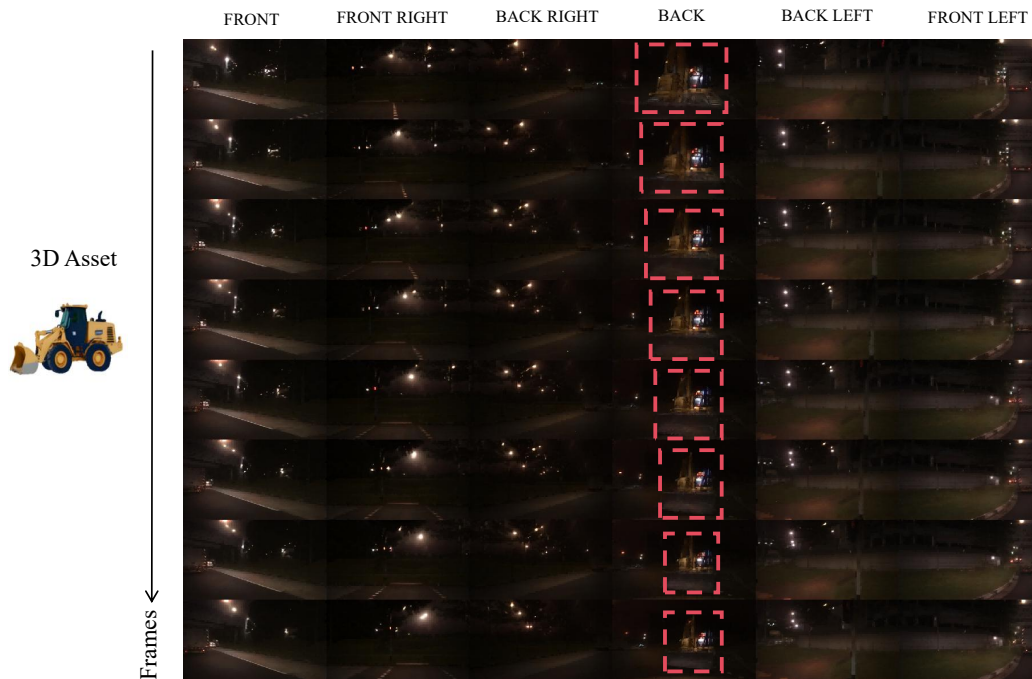 FRONT
FRONT RIGHT
BACK RIGHT
BACK
BACK LEFT
FRONT LEFT
3D Asset
Frames